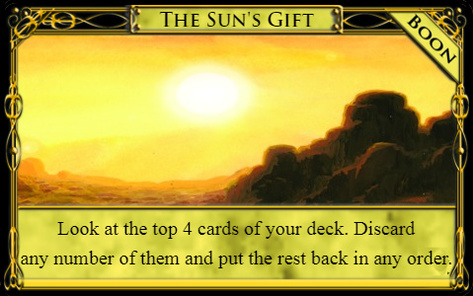 The Sun's Gift
Boon
Look at the top 4 cards of your deck. Discard
any number of them and put the rest back in any order.